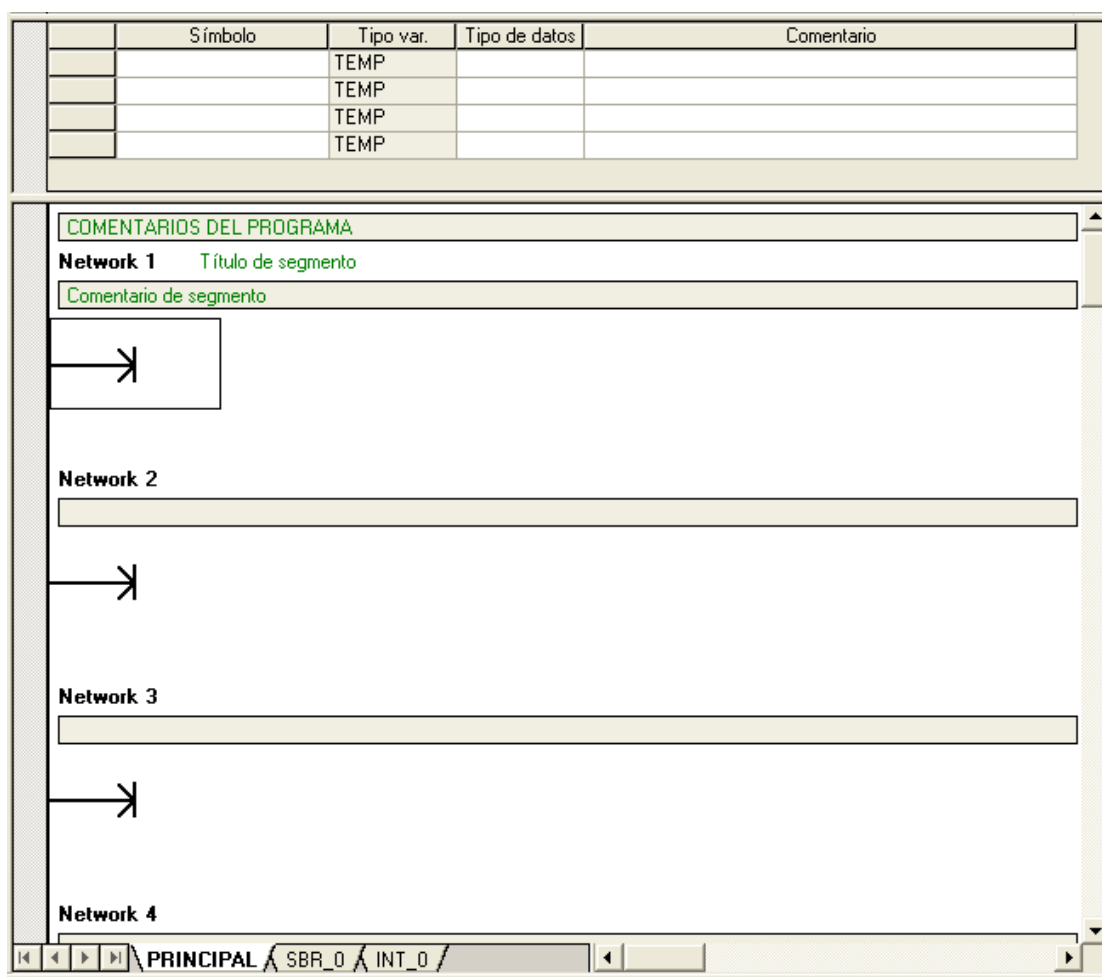 Símbolo Tipo var. Tipo de datos Comentario
TEMP
TEMP
TEMP
TEMP
COMENTARIOS DEL PROGRAMA
Network 1 Título de segmento
Comentario de segmento
Network 2
Network 3
Network 4
PRINCIPAL SBR_0 INT_0